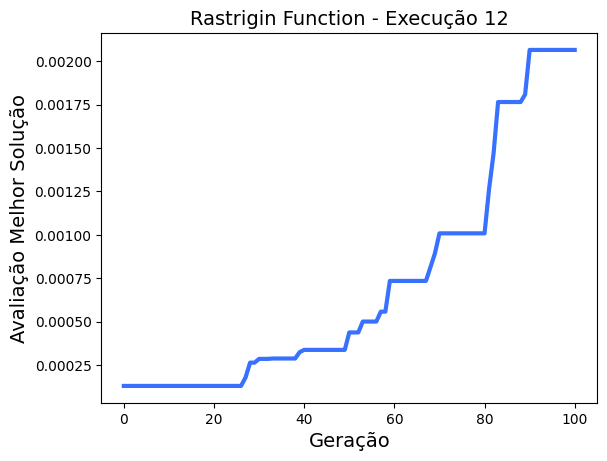 Rastrigin Function - Execução 12
Avaliação Melhor Solução
0.00200
0.00175
0.00150
0.00125
0.00100
0.00075
0.00050
0.00025
0 20 40 60 80 100
Geração